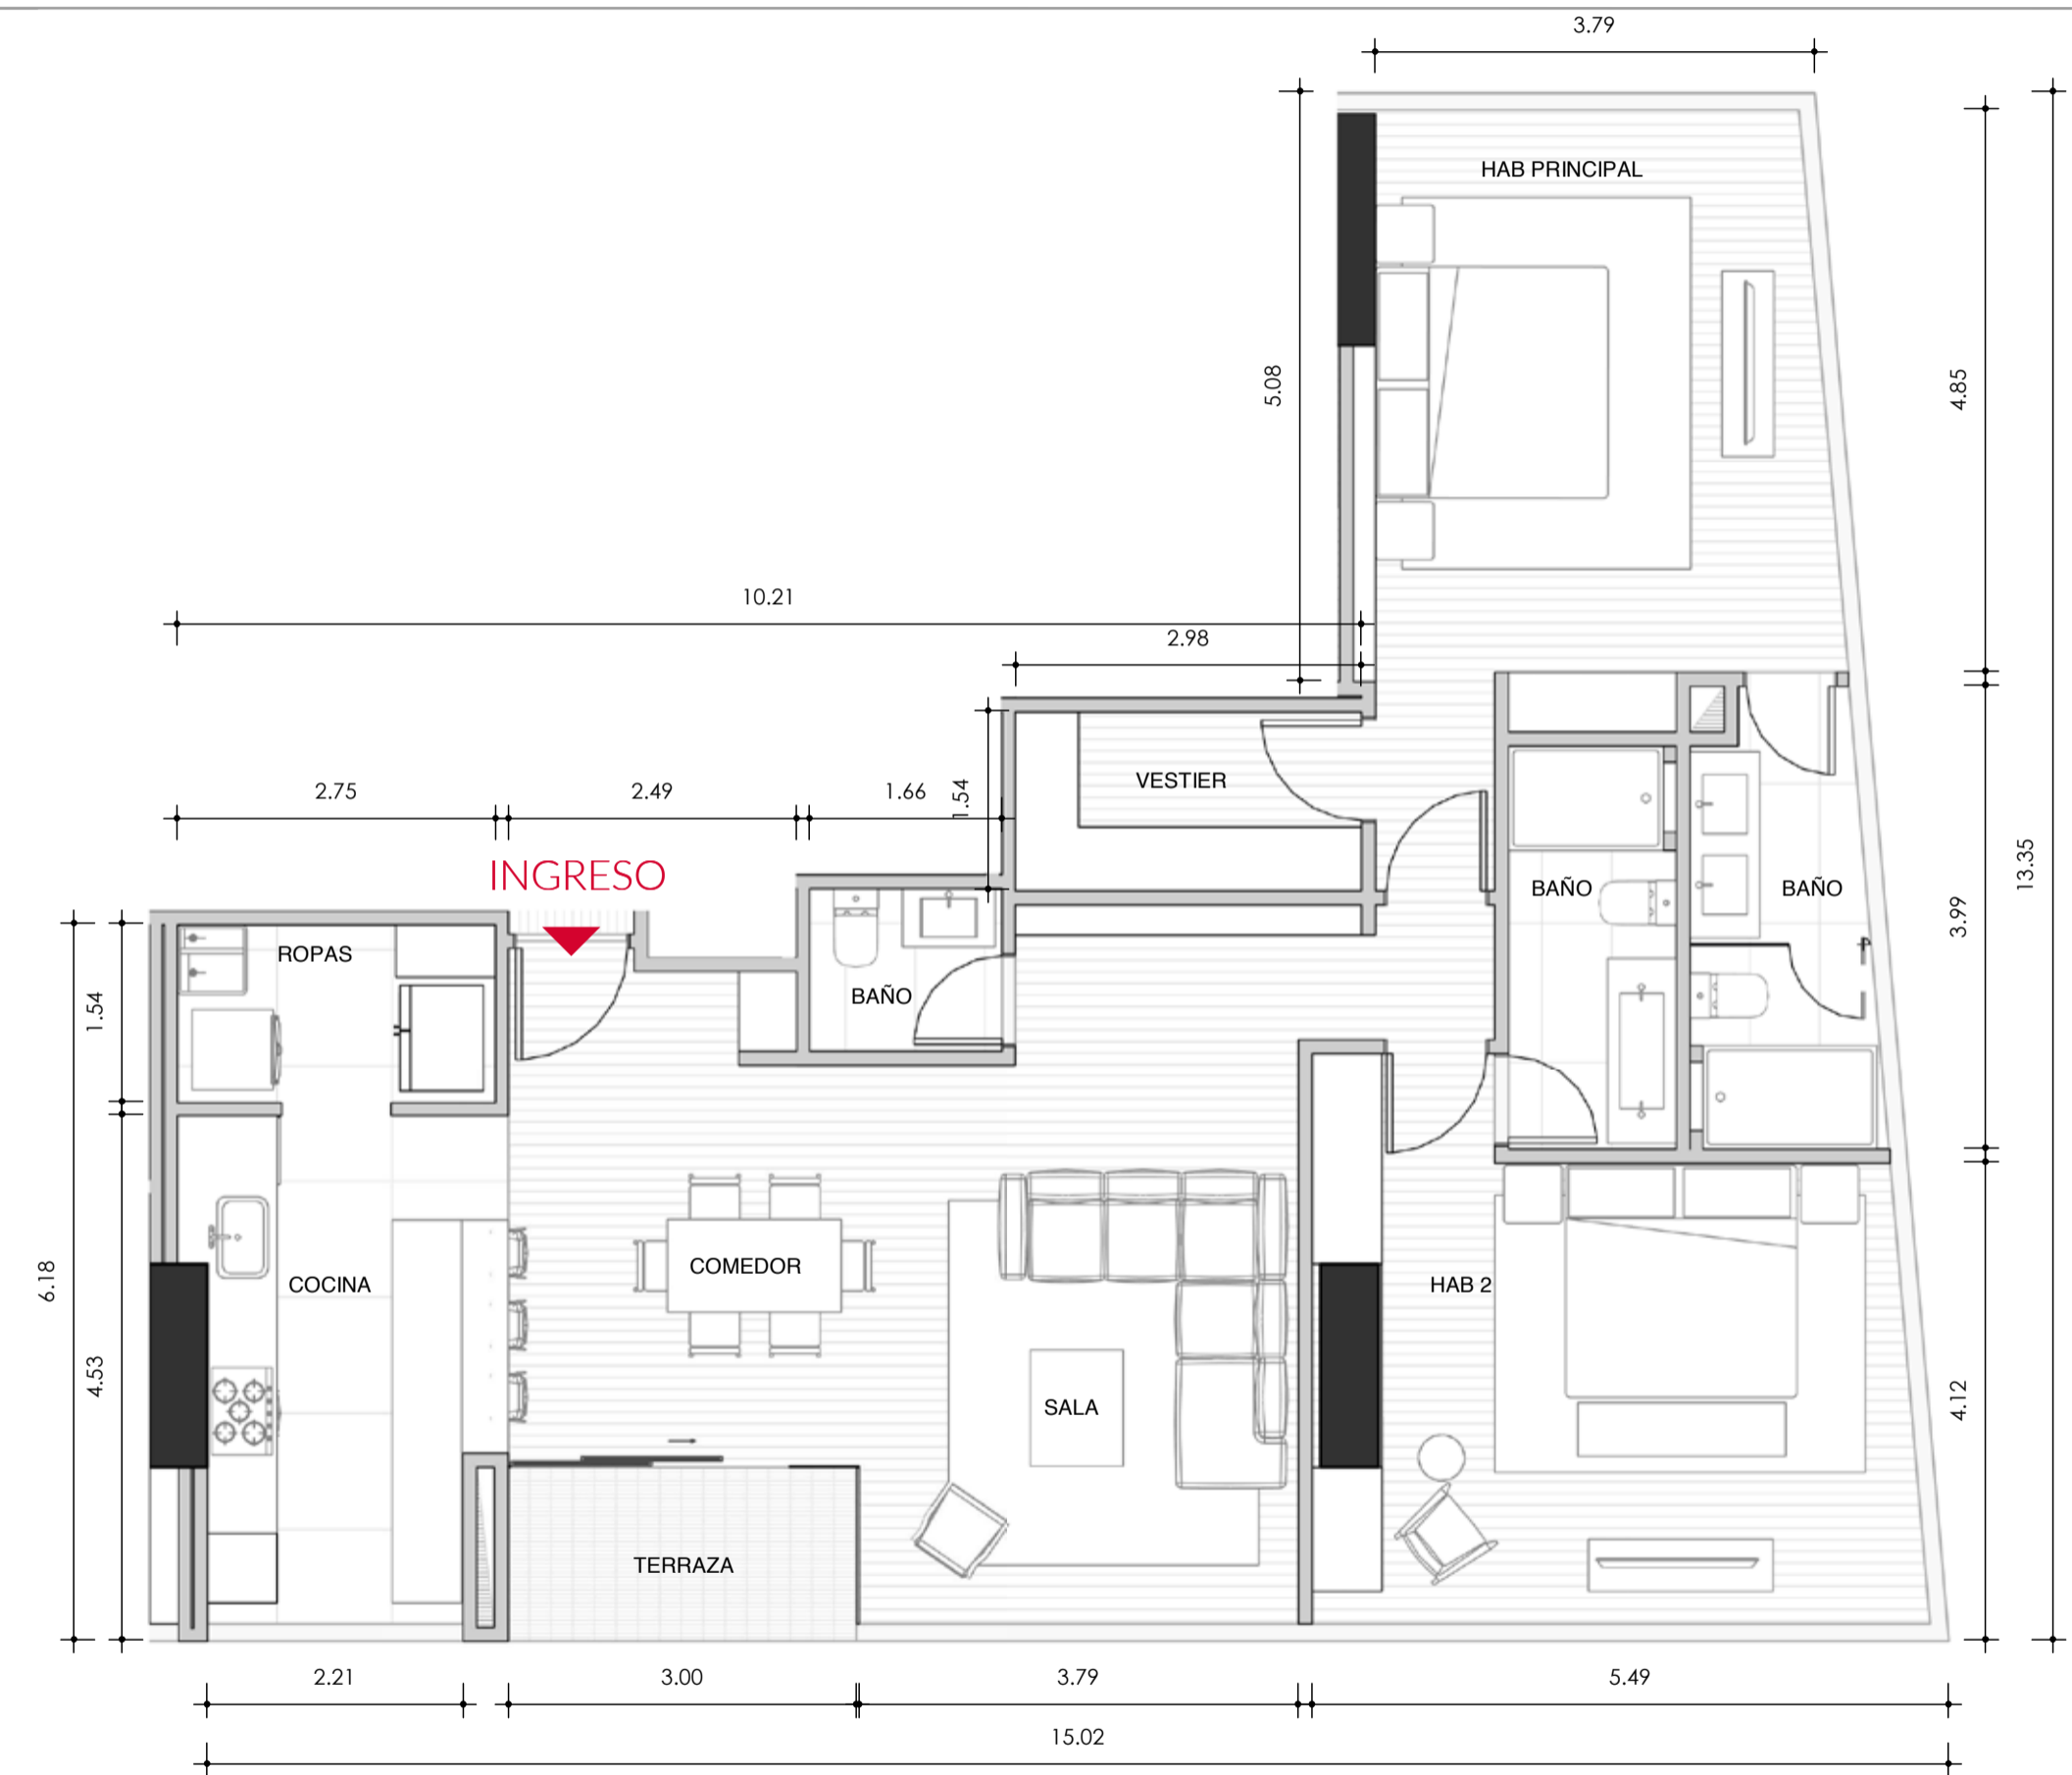 3.79
HAB PRINCIPAL
5.08
4.85
10.21
2.98
2.75
2.49
1.66
1.54
VESTIER
INGRESO
BAÑO
BAÑO
13.35
3.99
ROPAS
BAÑO
1.54
6.18
COCINA
COMEDOR
HAB 2
4.53
SALA
4.12
TERRAZA
2.21
3.00
3.79
5.49
15.02